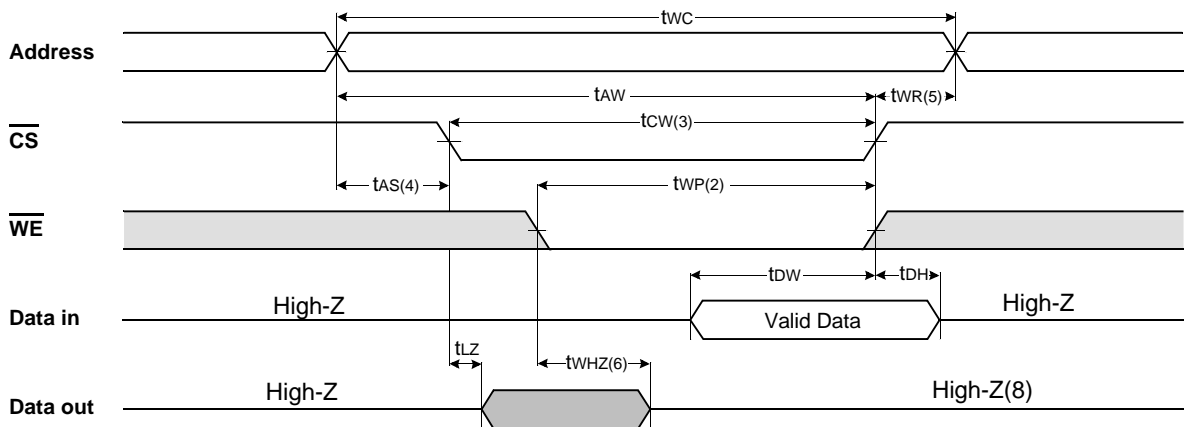 tWC
Address
tAW
tWR(5)
CS
tCW(3)
tAS(4)
tWP(2)
WE
tDW
tDH
Data in
High-Z
Valid Data
High-Z
tLZ
tWHZ(6)
Data out
High-Z
High-Z(8)